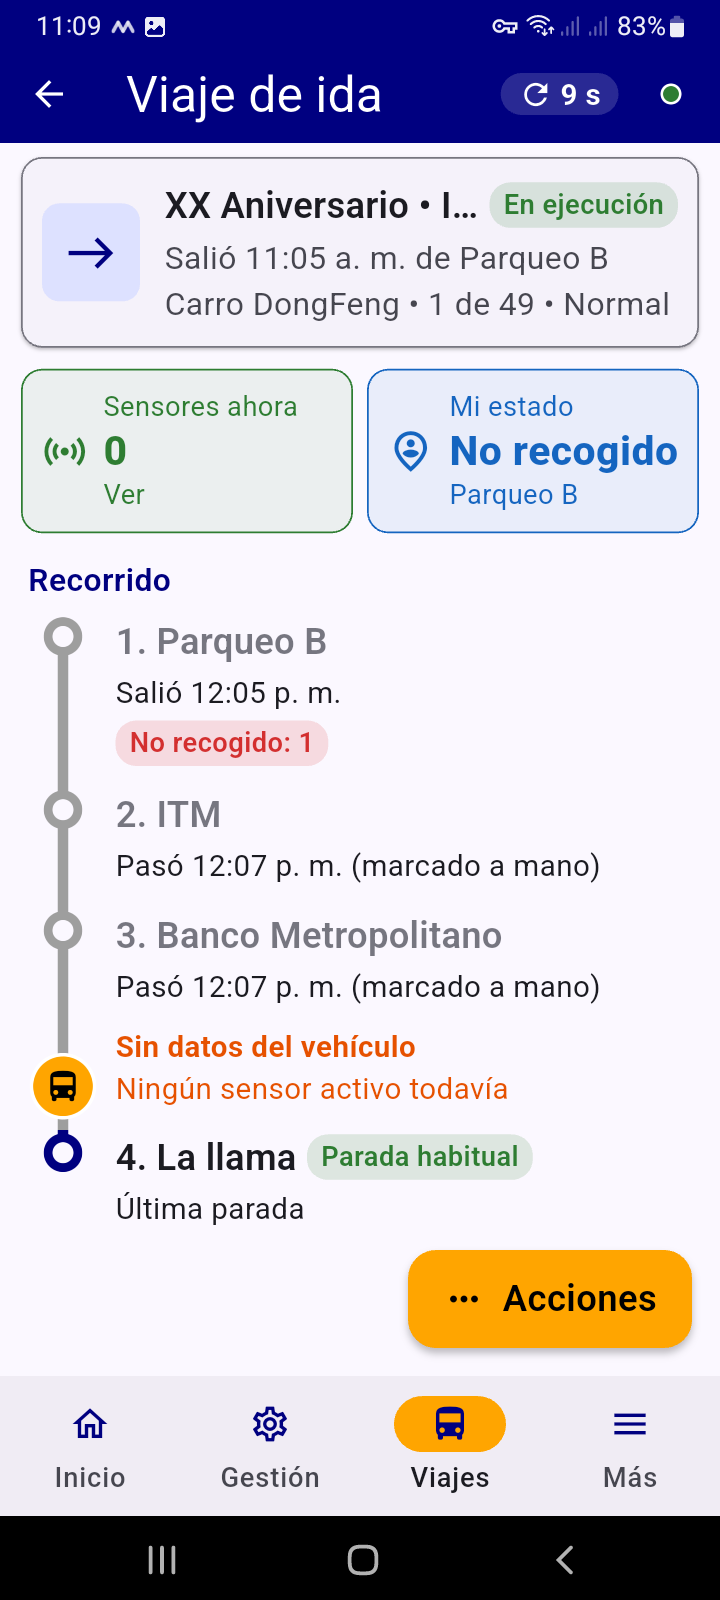 11:09
83%
Viaje de ida
9 s
XX Aniversario • I...
En ejecución
Salió 11:05 a. m. de Parqueo B
Carro DongFeng • 1 de 49 • Normal
Sensores ahora
0
Ver
Mi estado
No recogido
Parqueo B
Recorrido
1. Parqueo B
Salió 12:05 p. m.
No recogido: 1
2. ITM
Pasó 12:07 p. m. (marcado a mano)
3. Banco Metropolitano
Pasó 12:07 p. m. (marcado a mano)
Sin datos del vehículo
Ningún sensor activo todavía
4. La llama
Parada habitual
Última parada
Acciones
Inicio
Gestión
Viajes
Más